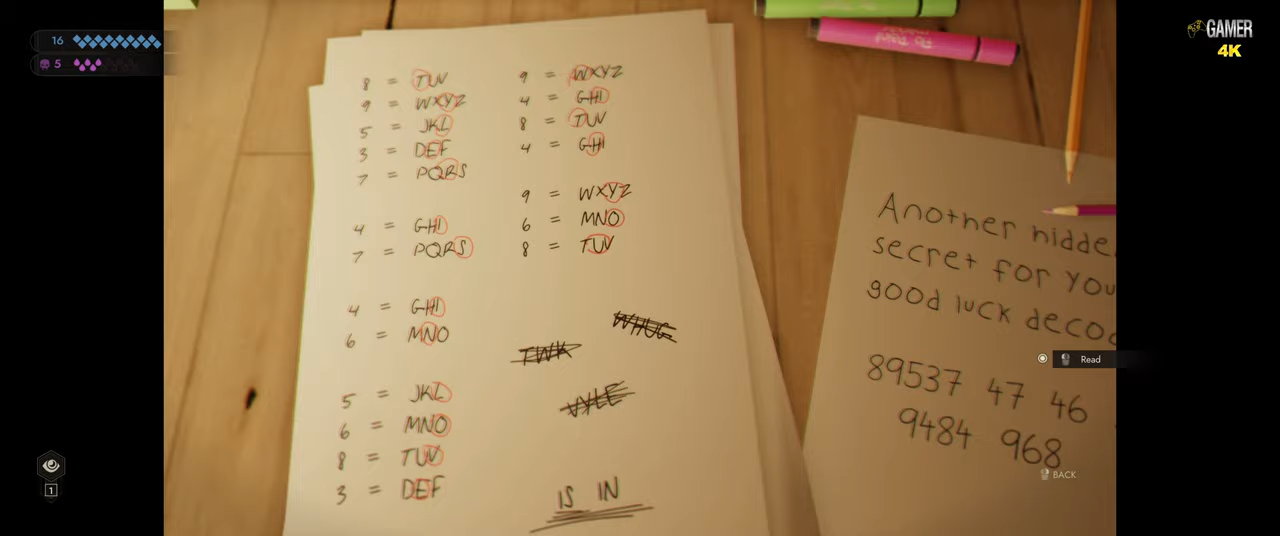 16
5
GAMER
4K
8 = TUV
9 = WXYZ
5 = JKL
3 = DEF
7 = PQRS
4 = GHI
7 = PQRS
4 = GHI
6 = MNO
5 = JKL
6 = MNO
8 = TUV
3 = DEF
9 = WXYZ
4 = GHI
8 = TUV
4 = GHI
9 = WXYZ
6 = MNO
8 = TUV
WHUG
TWK
VYLE
IS IN
Another hidde
secret for you
good luck deco
89537 47 46
9484 968
Read
BACK
1